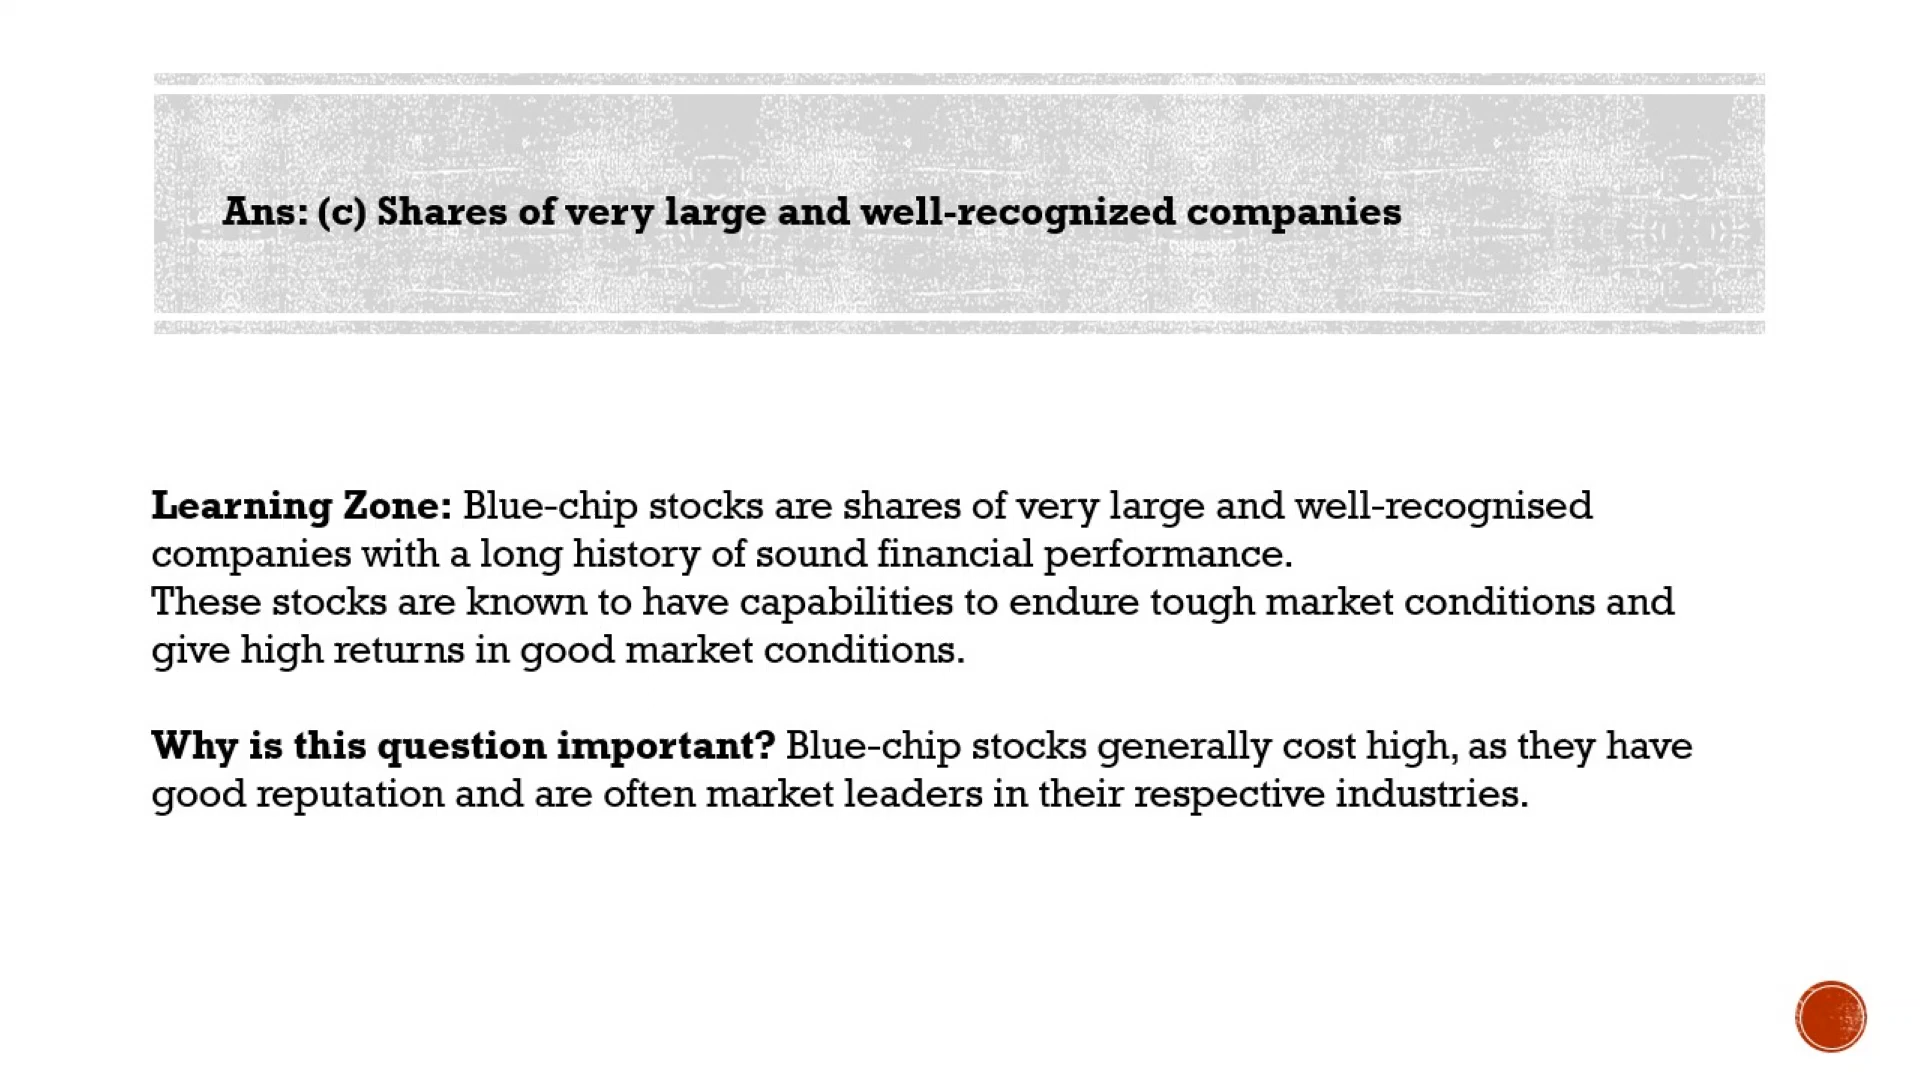 Ans: (c) Shares of very large and well-recognized companies
Learning Zone: Blue-chip stocks are shares of very large and well-recognised
companies with a long history of sound financial performance.
These stocks are known to have capabilities to endure tough market conditions and
give high returns in good market conditions.
Why is this question important? Blue-chip stocks generally cost high, as they have
good reputation and are often market leaders in their respective industries.